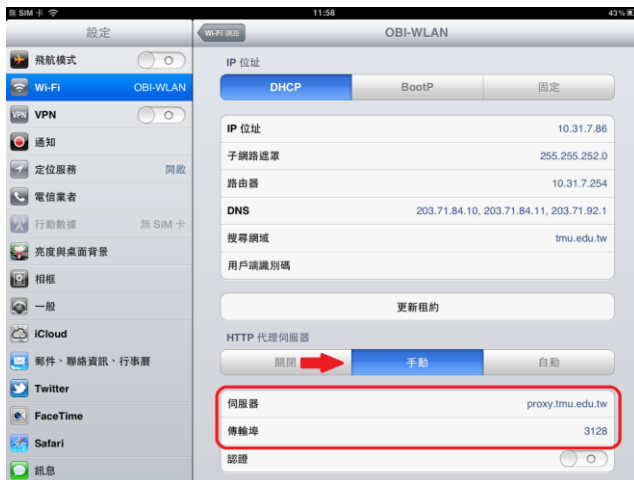 無 SIM 卡
11:58
43%
設定
Wi-Fi 網路
OBI-WLAN
飛航模式
Wi-Fi OBI-WLAN
VPN VPN
通知
定位服務 開啟
電信業者
行動數據 無 SIM 卡
亮度與桌面背景
相框
一般
iCloud
郵件、聯絡資訊、行事曆
Twitter
FaceTime
Safari
訊息
IP 位址
DHCP BootP 固定
IP 位址 10.31.7.86
子網路遮罩 255.255.252.0
路由器 10.31.7.254
DNS 203.71.84.10, 203.71.84.11, 203.71.92.1
搜尋網域 tmu.edu.tw
用戶端識別碼
更新租約
HTTP 代理伺服器
關閉 手動 自動
伺服器 proxy.tmu.edu.tw
傳輸埠 3128
認證